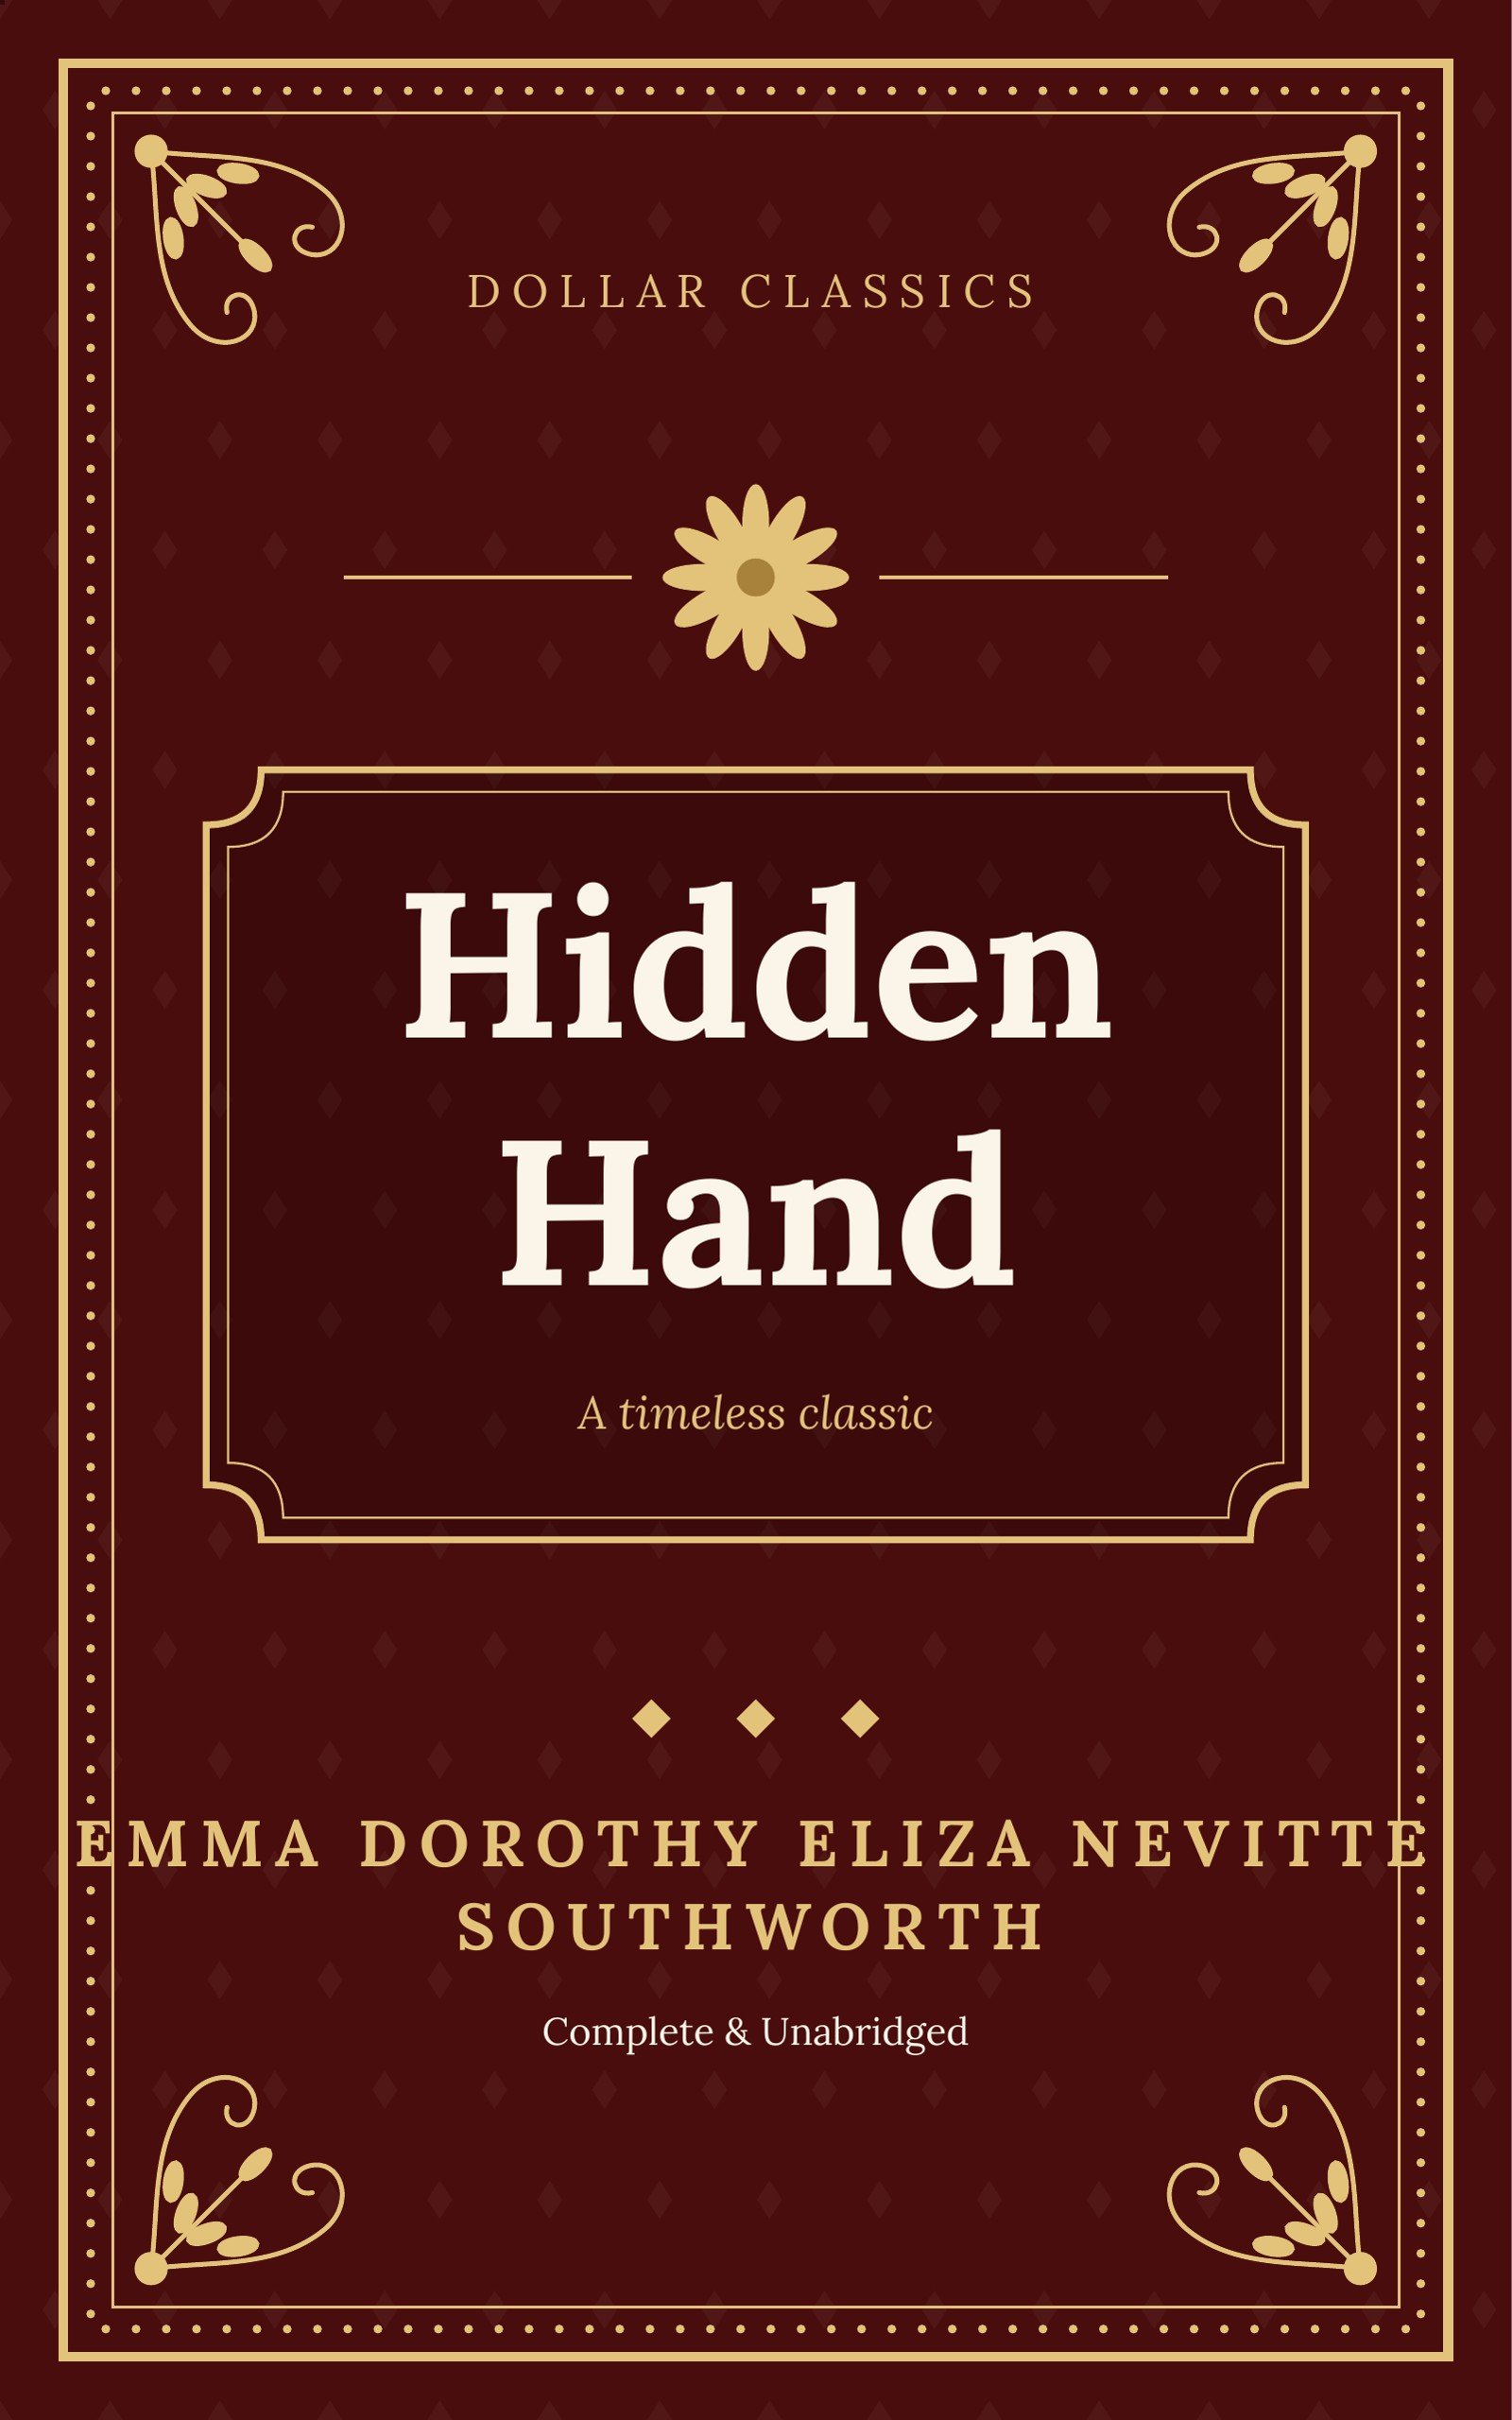 DOLLAR CLASSICS
Hidden
Hand
A timeless classic
EMMA DOROTHY ELIZA NEVITTE
SOUTHWORTH
Complete & Unabridged